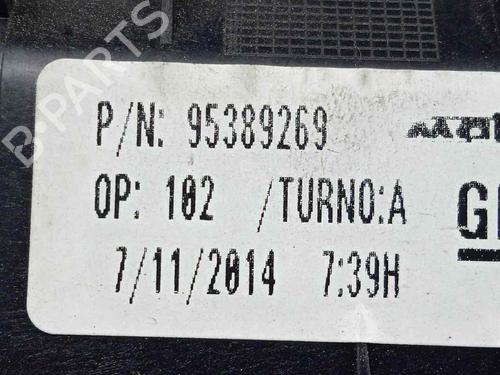 B-PARTS
P/N: 95389269
OP: 102 /TURNO:A
7/11/2014 7:39H